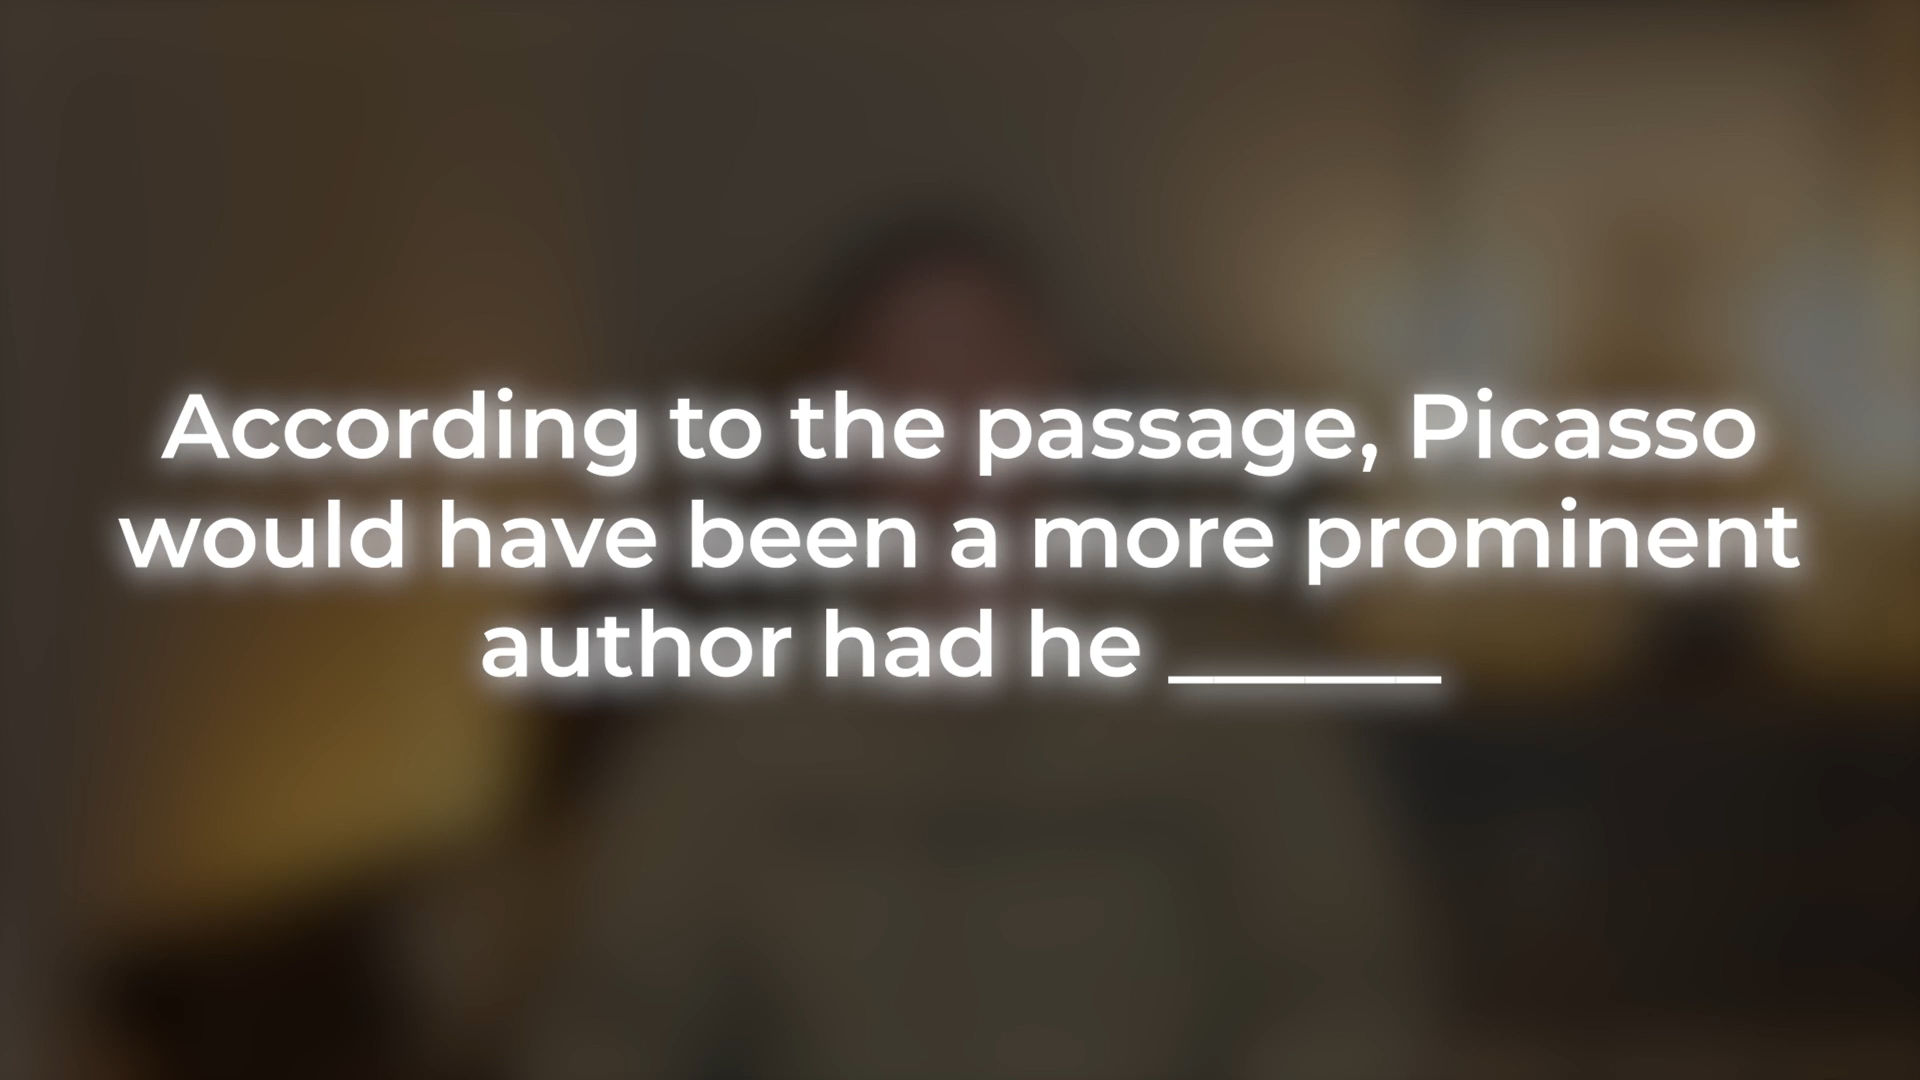 According to the passage, Picasso
would have been a more prominent
author had he ______